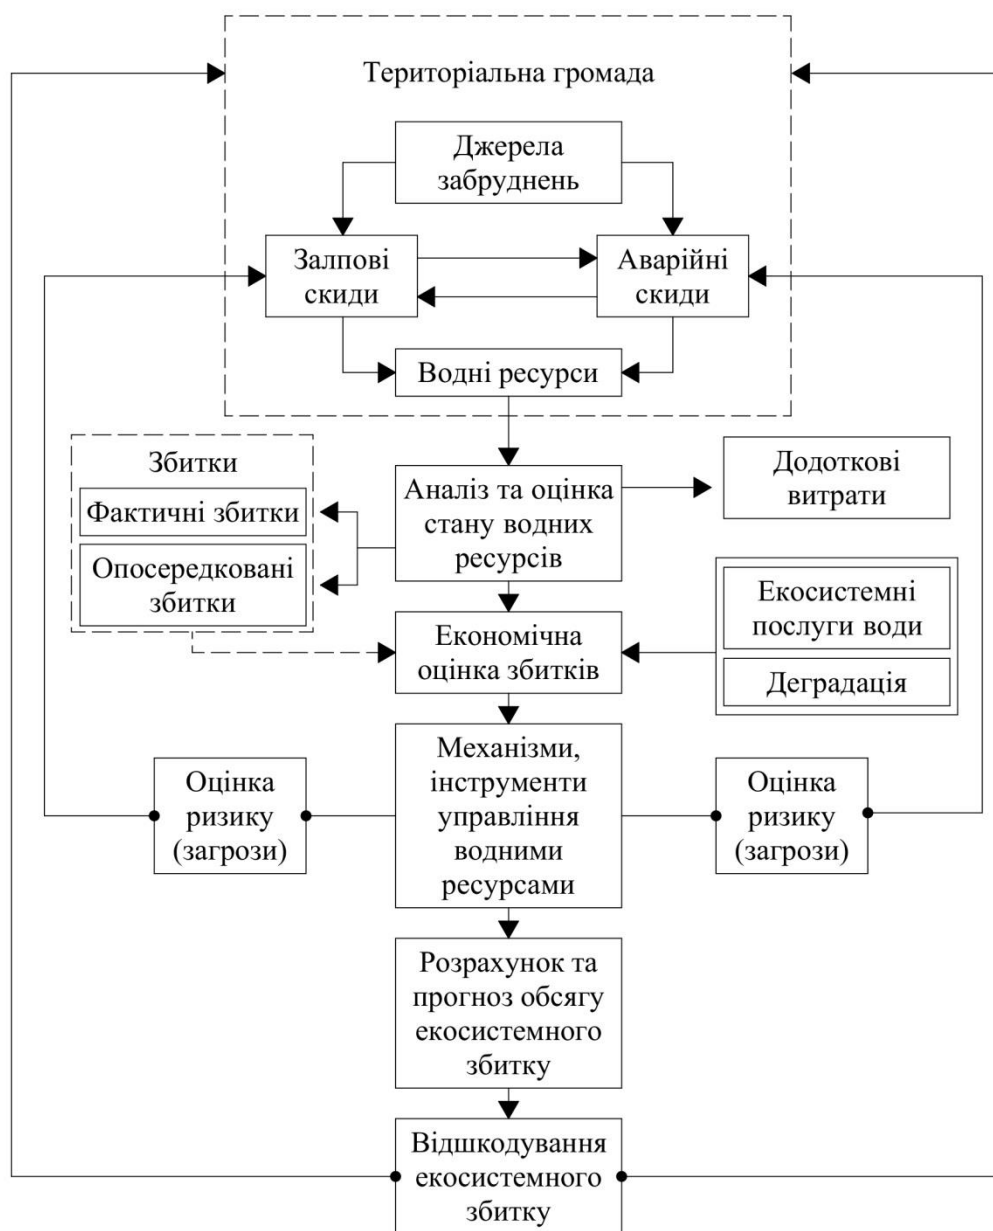 Територіальна громада
Джерела
забруднень
Залпові
скиди
Аварійні
скиди
Водні ресурси
Збитки
Фактичні збитки
Опосередковані
збитки
Аналіз та оцінка
стану водних
ресурсів
Додоткові
витрати
Економічна
оцінка збитків
Екосистемні
послуги води
Деградація
Оцінка
ризику
(загрози)
Механізми,
інструменти
управління
водними
ресурсами
Оцінка
ризику
(загрози)
Розрахунок та
прогноз обсягу
екосистемного
збитку
Відшкодування
екосистемного
збитку